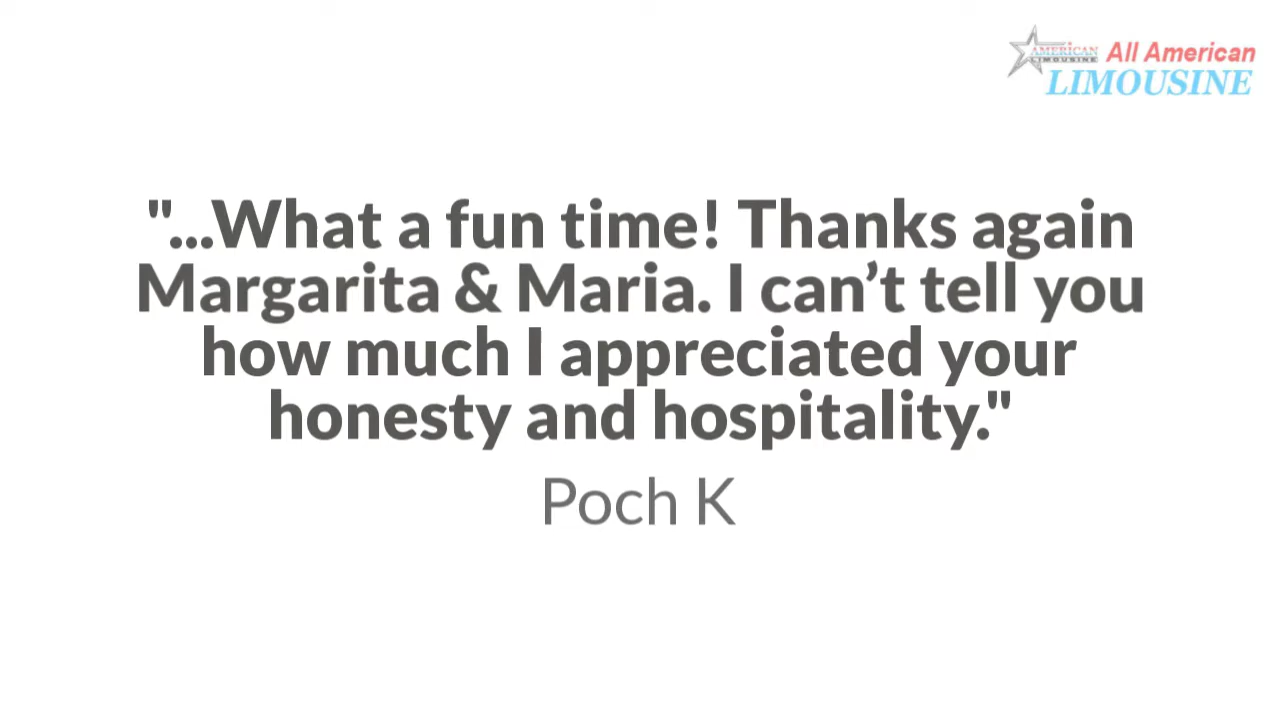 AMERICAN
All American
LIMOUSINE
"...What a fun time! Thanks again
Margarita & Maria. I can’t tell you
how much I appreciated your
honesty and hospitality."
Poch K